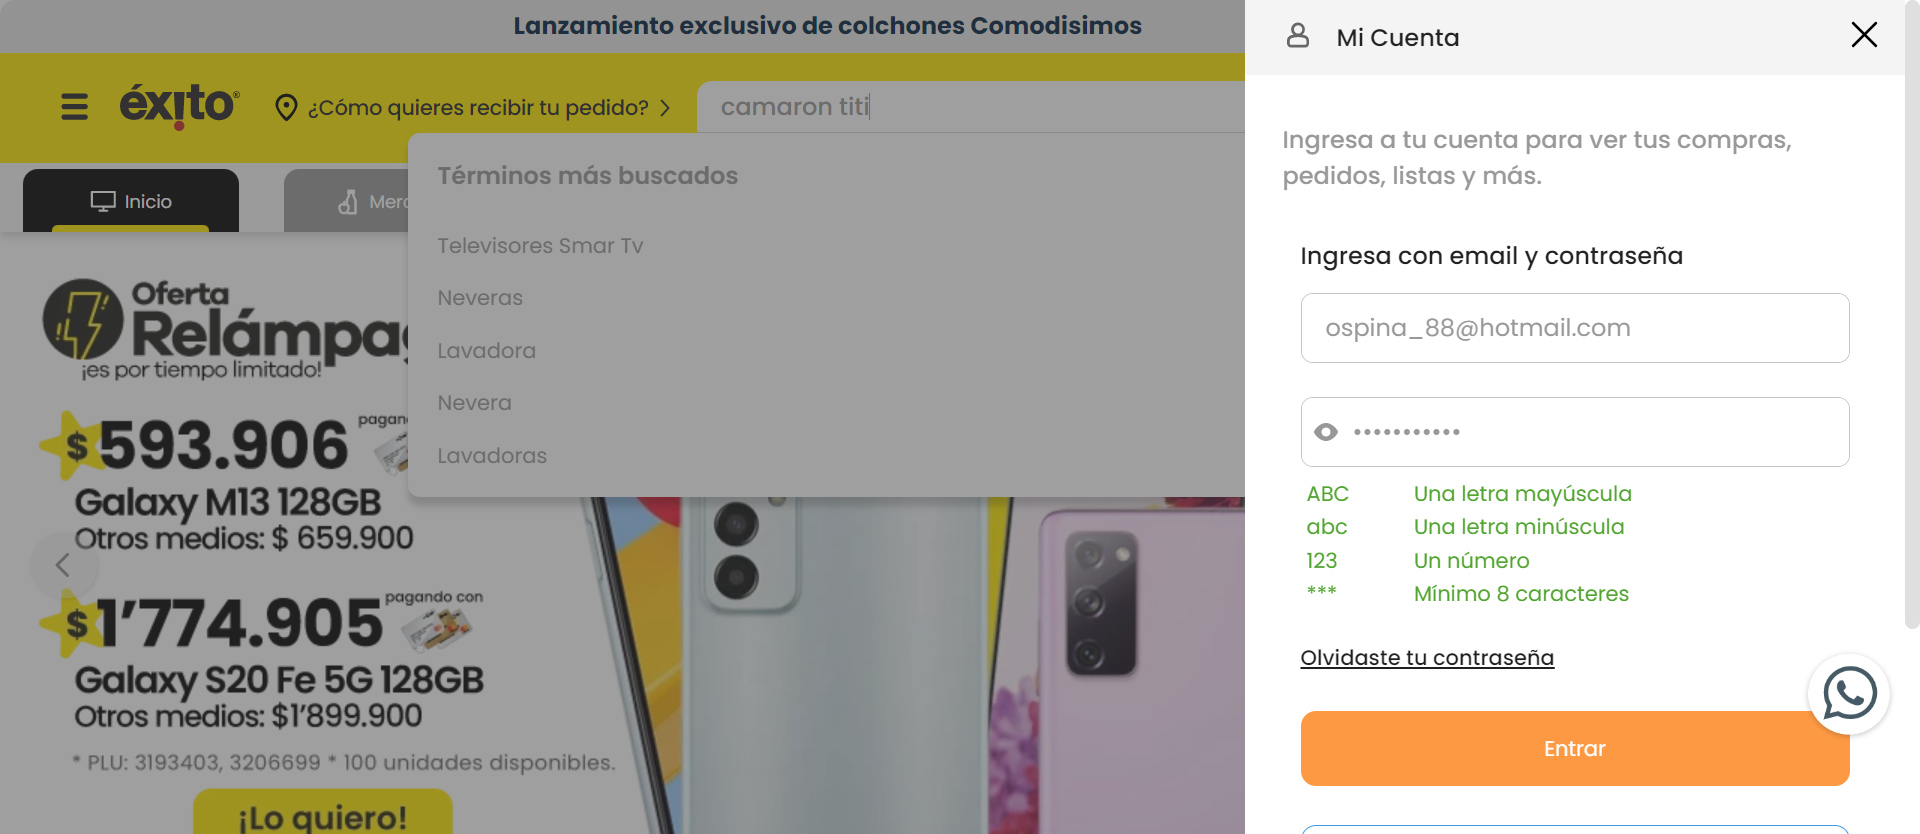 Lanzamiento exclusivo de colchones Comodisimos
éxito
¿Cómo quieres recibir tu pedido?
camaron titi
Inicio
Términos más buscados
Televisores Smar Tv
Neveras
Lavadora
Nevera
Lavadoras
Oferta
¡es por tiempo limitado!
$593.906
Galaxy M13 128GB
Otros medios: $ 659.900
$1’774.905 pagando con
Galaxy S20 Fe 5G 128GB
Otros medios: $1’899.900
* PLU: 3193403, 3206699 * 100 unidades disponibles.
¡Lo quiero!
Mi Cuenta
Ingresa a tu cuenta para ver tus compras,
pedidos, listas y más.
Ingresa con email y contraseña
ospina_88@hotmail.com
•••••••••••
ABC Una letra mayúscula
abc Una letra minúscula
123 Un número
*** Mínimo 8 caracteres
Olvidaste tu contraseña
Entrar